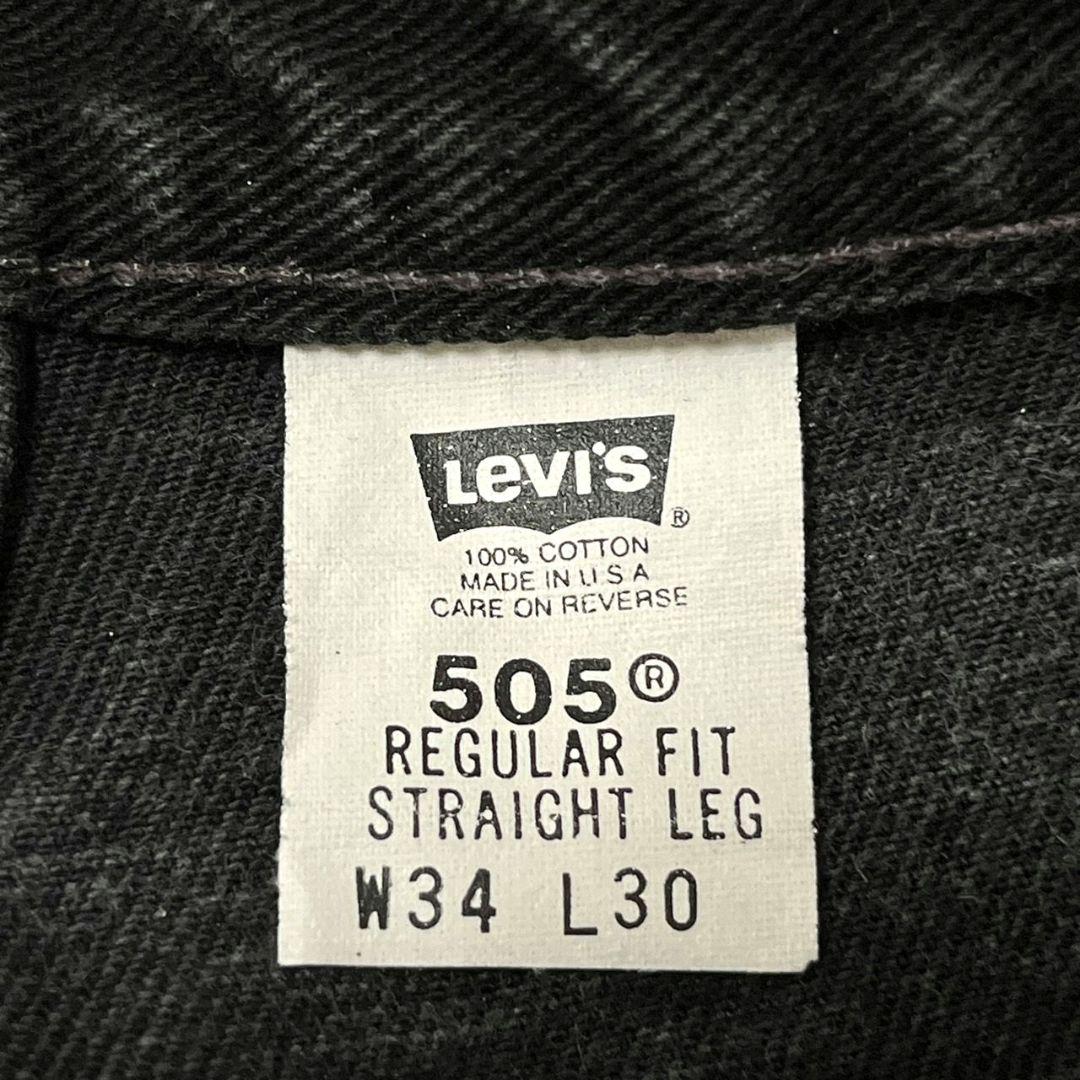 Levi's ®
100% COTTON
MADE IN U.S.A
CARE ON REVERSE
505®
REGULAR FIT
STRAIGHT LEG
W34 L30